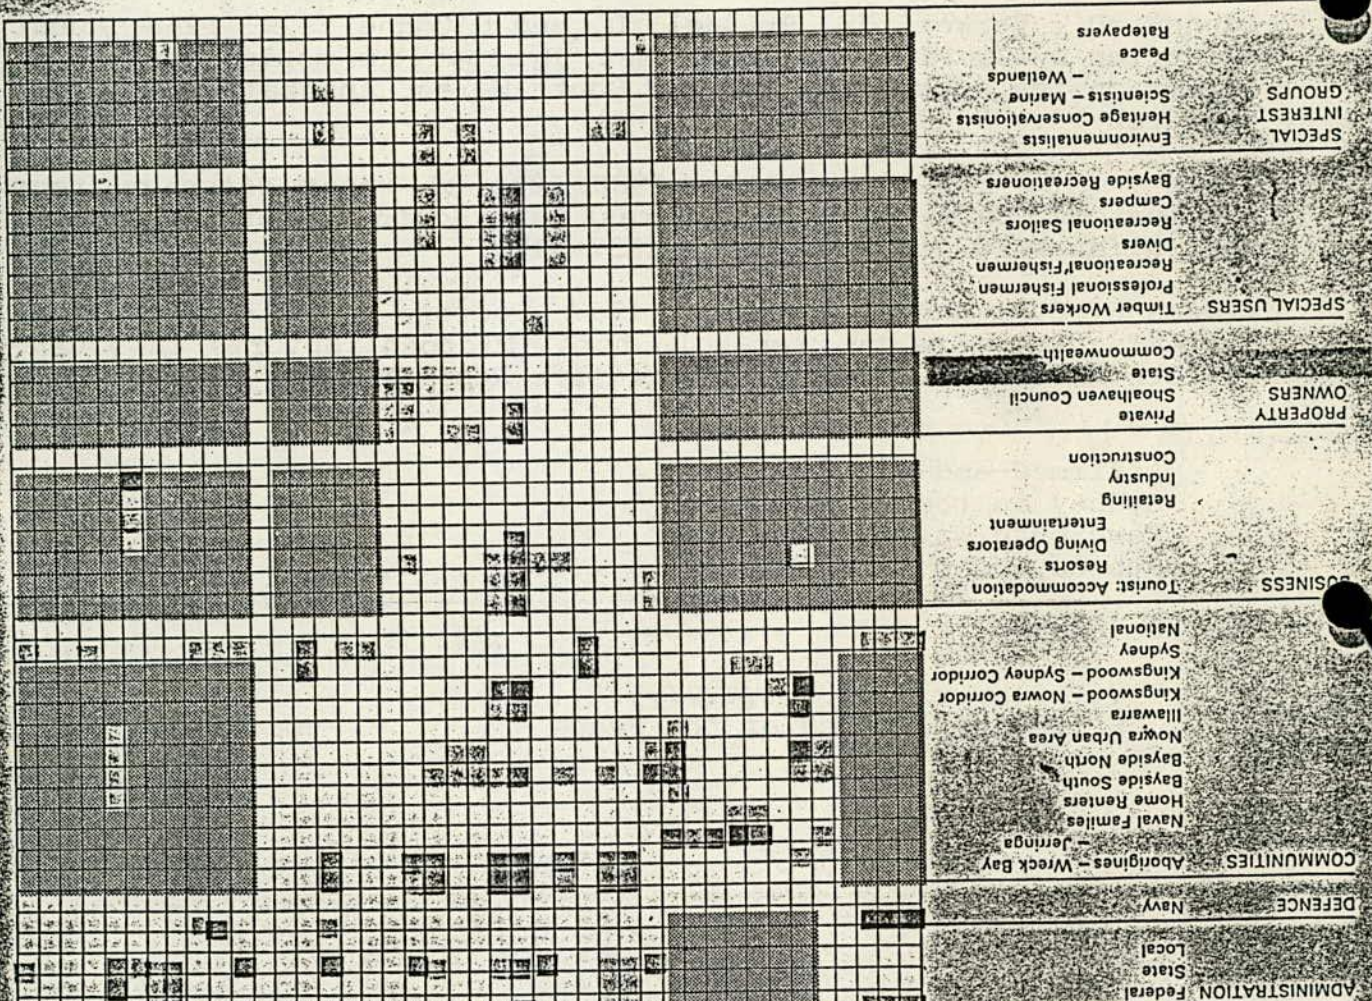 ADMINISTRATION Federal
State
Local
DEFENCE Navy
COMMUNITIES Aborigines – Wreck Bay
– Jerringa
Naval Familes
Home Renters
Bayside South
Bayside North
Nowra Urban Area
Illawarra
Kingswood – Nowra Corridor
Kingswood – Sydney Corridor
Sydney
National
BUSINESS Tourist: Accommodation
Resorts
Diving Operators
Entertainment
Retailing
Industry
Construction
PROPERTY Private
OWNERS Shoalhaven Council
State
Commonwealth
SPECIAL USERS Timber Workers
Professional Fishermen
Recreational Fishermen
Divers
Recreational Sailors
Campers
Bayside Recreationers
SPECIAL Environmentalists
INTEREST Heritage Conservationists
GROUPS Scientists – Marine
– Wetlands
Peace
Ratepayers